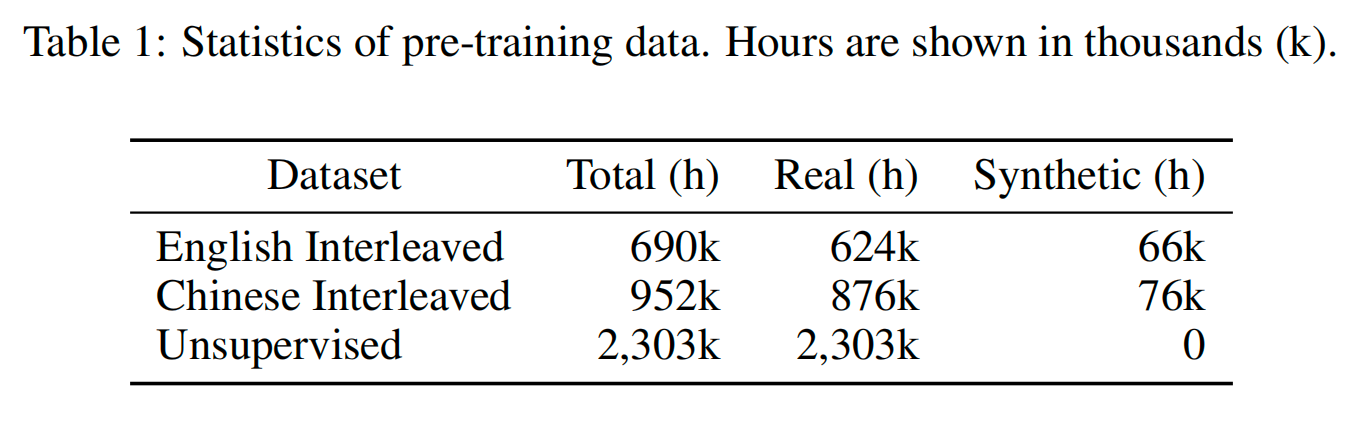 Table 1: Statistics of pre-training data. Hours are shown in thousands (k).
Dataset Total (h) Real (h) Synthetic (h)
English Interleaved 690k 624k 66k
Chinese Interleaved 952k 876k 76k
Unsupervised 2,303k 2,303k 0